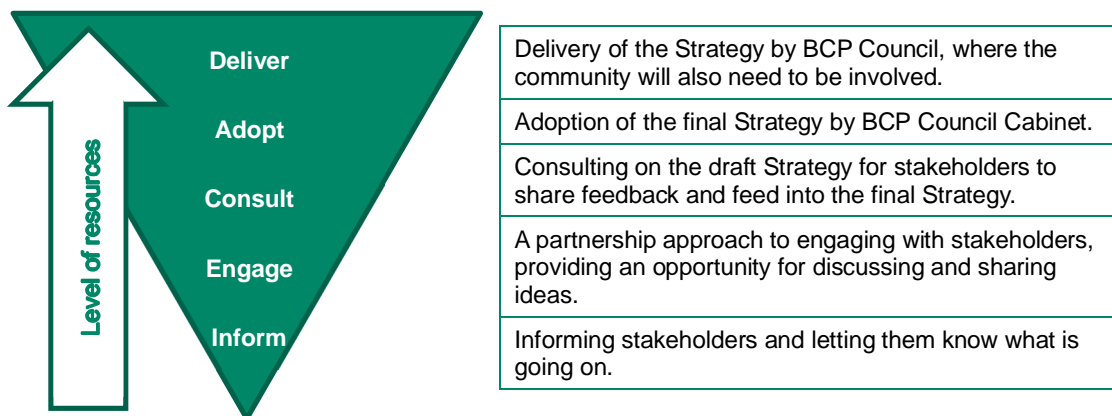 Level of resources
Deliver
Delivery of the Strategy by BCP Council, where the
community will also need to be involved.
Adopt
Adoption of the final Strategy by BCP Council Cabinet.
Consult
Consulting on the draft Strategy for stakeholders to
share feedback and feed into the final Strategy.
Engage
A partnership approach to engaging with stakeholders,
providing an opportunity for discussing and sharing
ideas.
Inform
Informing stakeholders and letting them know what is
going on.